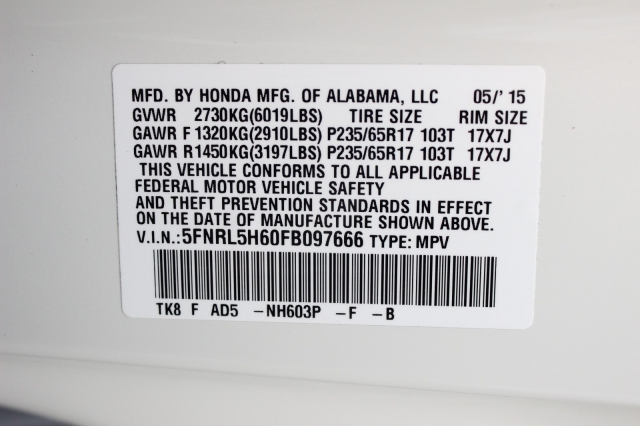 MFD. BY HONDA MFG. OF ALABAMA, LLC 05/'15
GVWR 2730KG(6019LBS) TIRE SIZE RIM SIZE
GAWR F 1320KG(2910LBS) P235/65R17 103T 17X7J
GAWR R 1450KG(3197LBS) P235/65R17 103T 17X7J
THIS VEHICLE CONFORMS TO ALL APPLICABLE
FEDERAL MOTOR VEHICLE SAFETY
AND THEFT PREVENTION STANDARDS IN EFFECT
ON THE DATE OF MANUFACTURE SHOWN ABOVE.
V.I.N.:5FNRL5H60FB097666 TYPE: MPV
TK8 F AD5 -NH603P -F -B